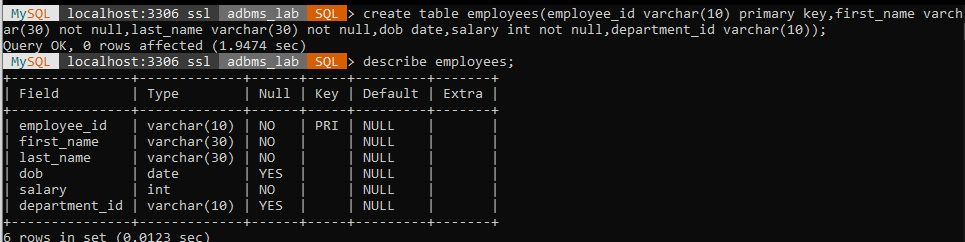 MySQL localhost:3306 ssl adbms_lab SQL > create table employees(employee_id varchar(10) primary key,first_name varch
ar(30) not null,last_name varchar(30) not null,dob date,salary int not null,department_id varchar(10));
Query OK, 0 rows affected (1.9474 sec)
MySQL localhost:3306 ssl adbms_lab SQL > describe employees;
+---------------+-------------+------+-----+---------+-------+
| Field         | Type        | Null | Key | Default | Extra |
+---------------+-------------+------+-----+---------+-------+
| employee_id   | varchar(10) | NO   | PRI | NULL    |       |
| first_name    | varchar(30) | NO   |     | NULL    |       |
| last_name     | varchar(30) | NO   |     | NULL    |       |
| dob           | date        | YES  |     | NULL    |       |
| salary        | int         | NO   |     | NULL    |       |
| department_id | varchar(10) | YES  |     | NULL    |       |
+---------------+-------------+------+-----+---------+-------+
6 rows in set (0.0123 sec)